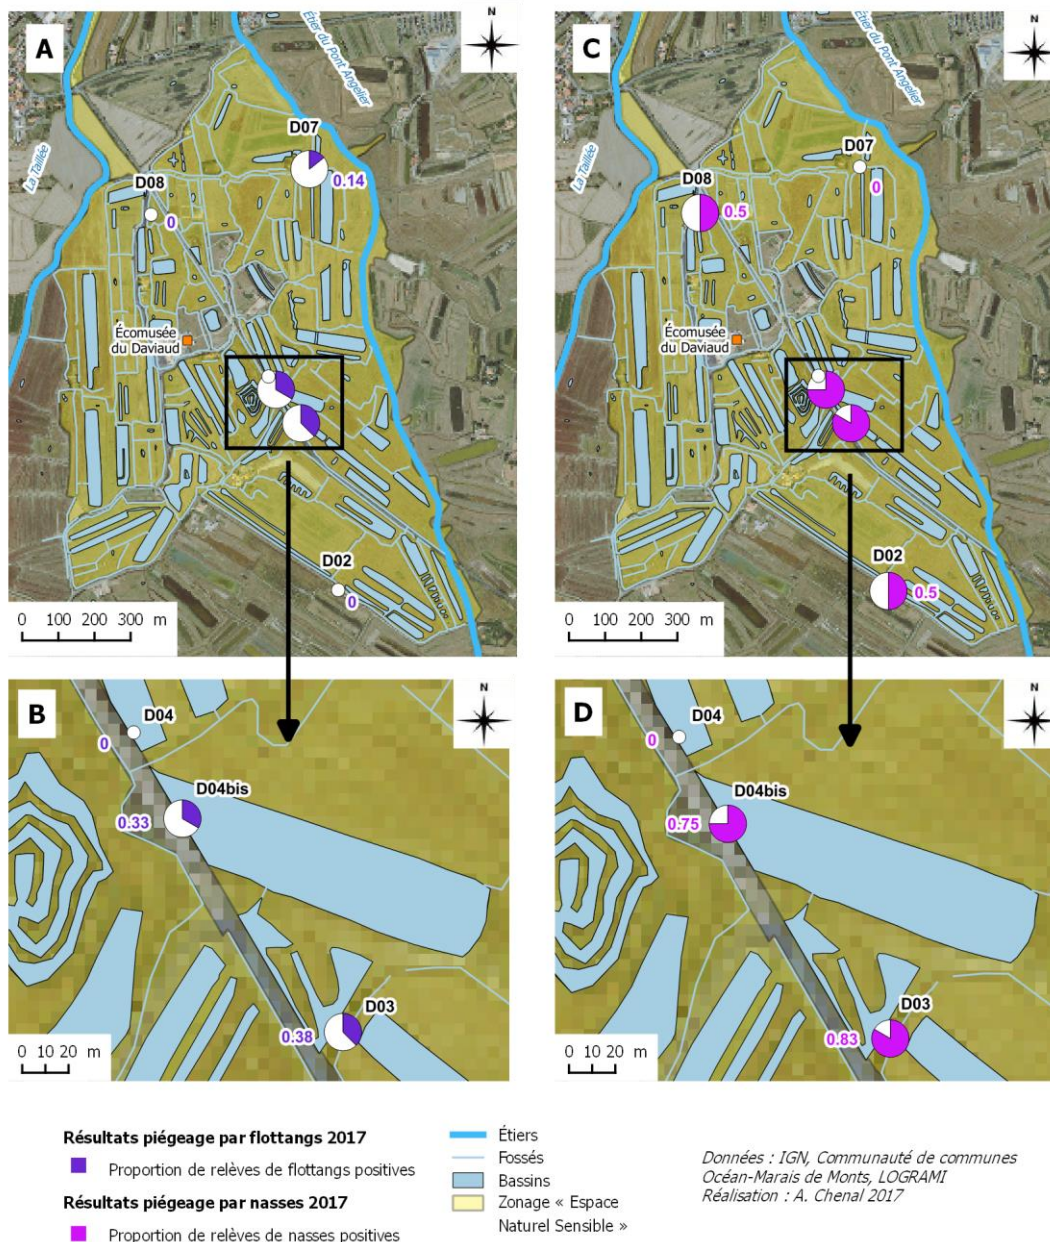 A
N
Étier du Pont Angelier
La Taillée
D07
0.14
D08
0
Écomusée
du Daviaud
D02
0
0 100 200 300 m
C
N
Étier du Pont Angelier
La Taillée
D07
0
D08
0.5
Écomusée
du Daviaud
D02
0.5
0 100 200 300 m
B
N
D04
0
D04bis
0.33
D03
0.38
0 10 20 m
D
N
D04
0
D04bis
0.75
D03
0.83
0 10 20 m
Résultats piégeage par flottangs 2017
Proportion de relèves de flottangs positives
Résultats piégeage par nasses 2017
Proportion de relèves de nasses positives
Étiers
Fossés
Bassins
Zonage « Espace
Naturel Sensible »
Données : IGN, Communauté de communes
Océan-Marais de Monts, LOGRAMI
Réalisation : A. Chenal 2017